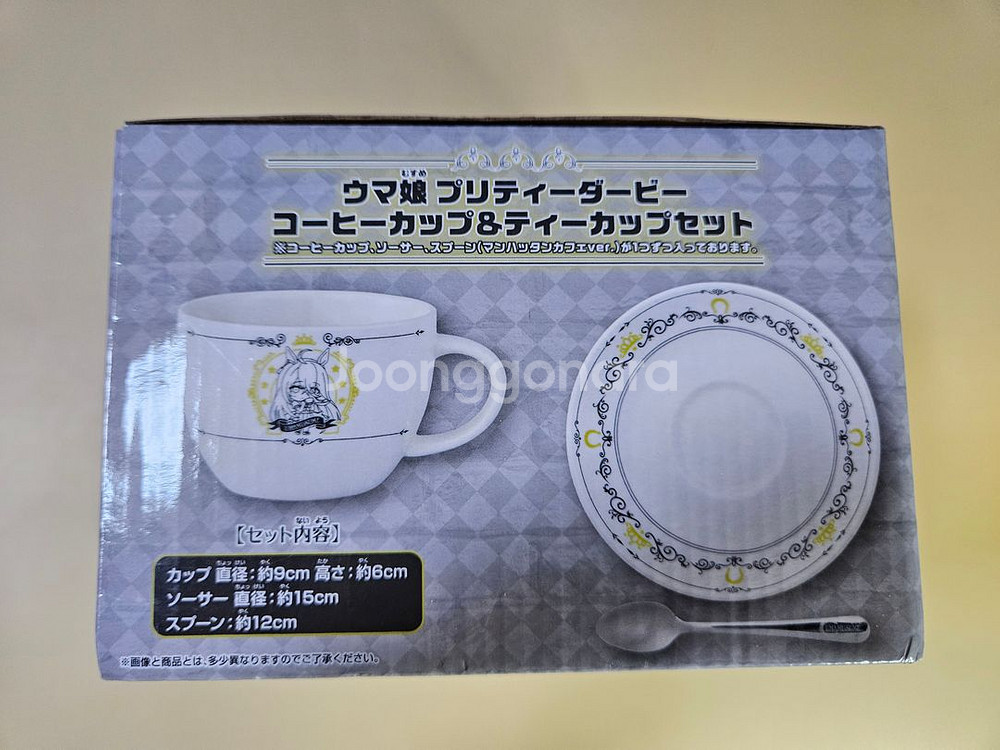 ウマ娘 プリティーダービー
コーヒーカップ&ティーカップセット
※コーヒーカップ、ソーサー、スプーン(マンハッタンカフェver.)が1つずつ入っております。
joonggonara
【セット内容】
カップ 直径:約9cm 高さ:約6cm
ソーサー 直径:約15cm
スプーン:約12cm
※画像と商品とは、多少異なりますのでご了承ください。